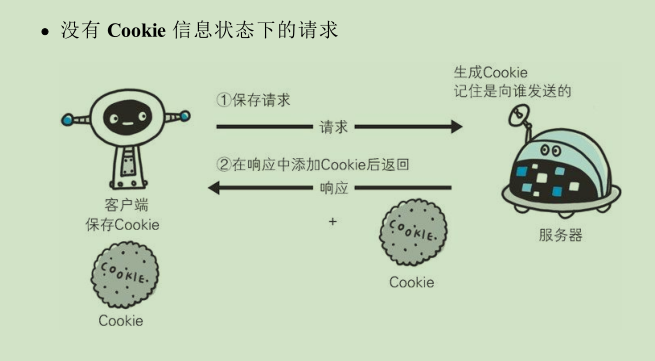 • 没有 Cookie 信息状态下的请求
生成Cookie
记住是向谁发送的
①保存请求
请求
②在响应中添加Cookie后返回
响应
客户端
保存Cookie
+
COOKIE.
服务器
COOKIE.
Cookie
Cookie